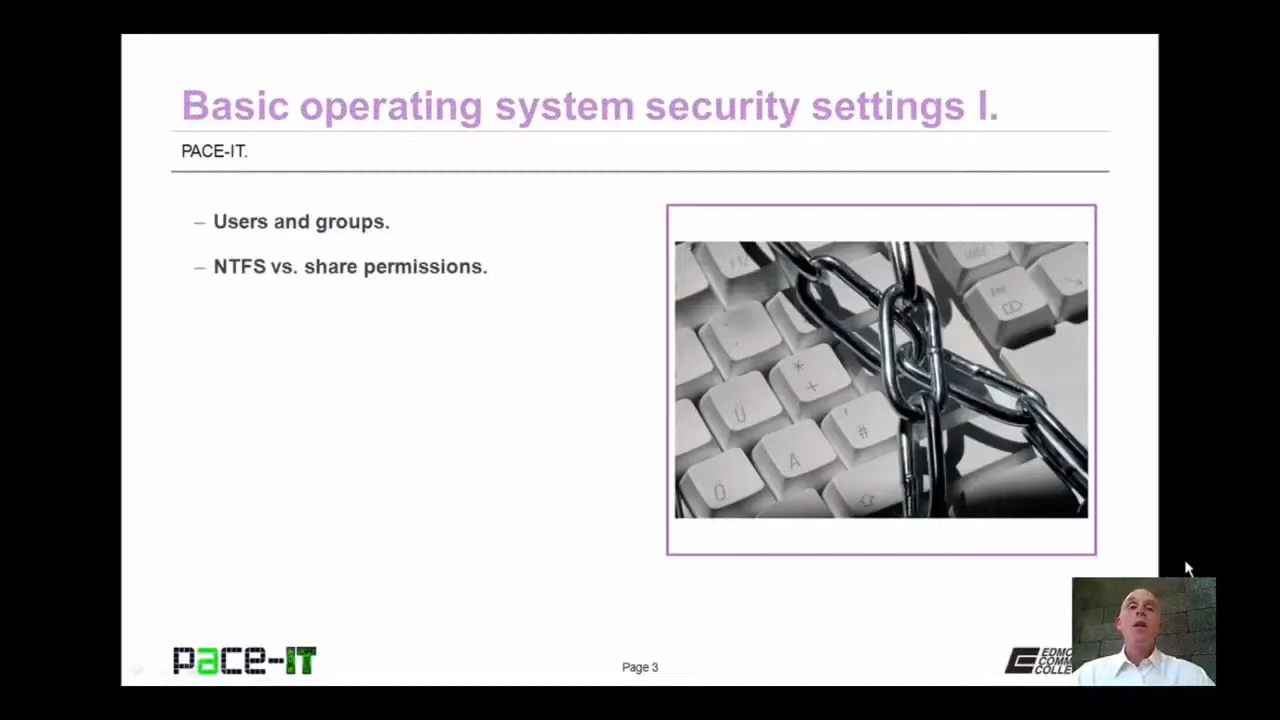 Basic operating system security settings I.
PACE-IT.
– Users and groups.
– NTFS vs. share permissions.
* +
U
#
A
O
pace-IT
Page 3